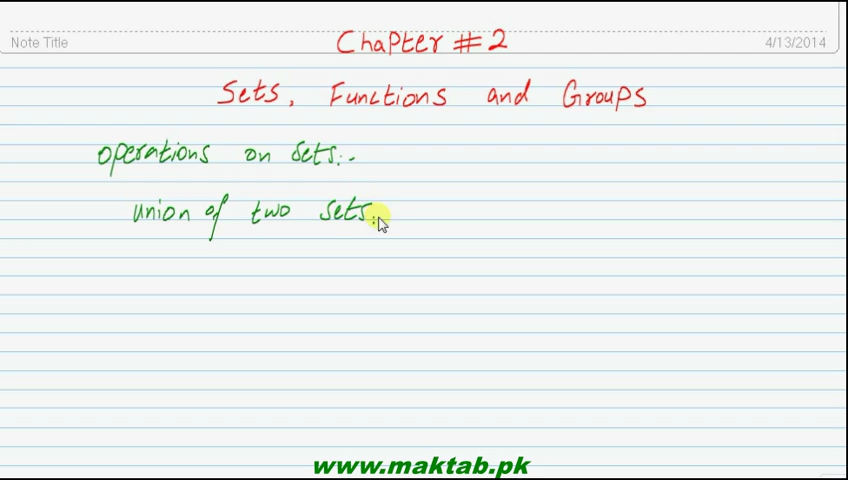 Chapter # 2
Note Title
4/13/2014
Sets, Functions and Groups
operations on sets:-
union of two sets:
www.maktab.pk